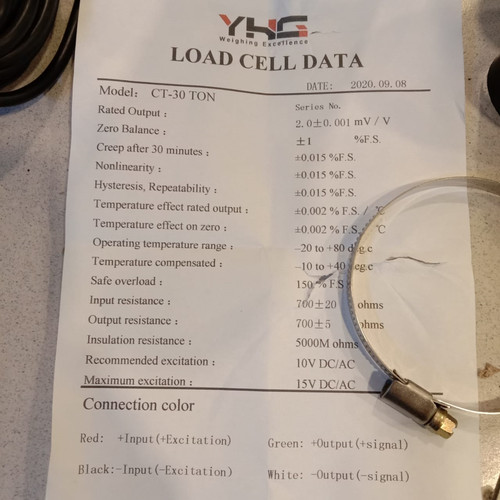 YHG
Weighing Excellence
LOAD CELL DATA
DATE: 2020.09.08
Model: CT-30 TON
Series No.
Rated Output : 2.0±0.001 mV / V
Zero Balance : ±1 %F.S.
Creep after 30 minutes : ±0.015 %F.S.
Nonlinearity : ±0.015 %F.S.
Hysteresis, Repeatability : ±0.015 %F.S.
Temperature effect rated output : ±0.002 % F.S. / ℃
Temperature effect on zero : ±0.002 % F.S. / ℃
Operating temperature range : –20 to +80 deg.c
Temperature compensated : –10 to +40 deg.c
Safe overload : 150 % F.S
Input resistance : 700±20 ohms
Output resistance : 700±5 ohms
Insulation resistance : 5000M ohms
Recommended excitation : 10V DC/AC
Maximum excitation : 15V DC/AC
Connection color
Red: +Input(+Excitation) Green: +Output(+signal)
Black:-Input(-Excitation) White: -Output(-signal)